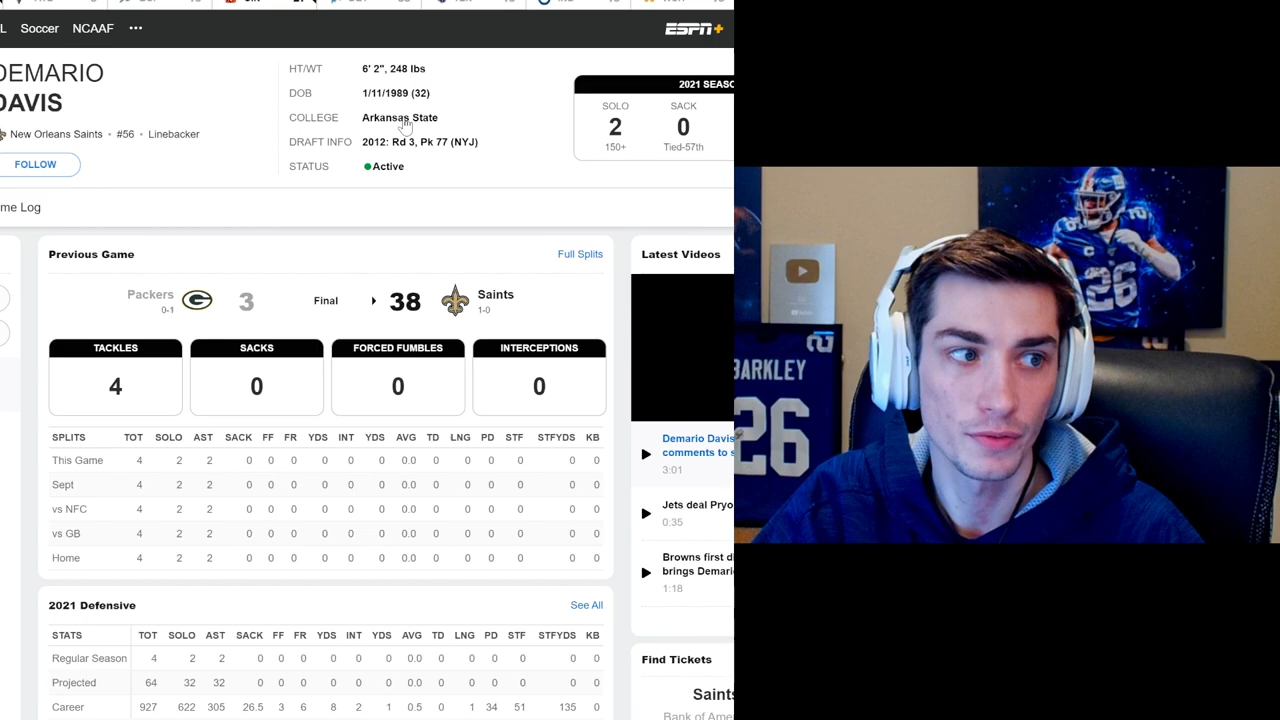 L Soccer NCAAF ...
ESPN+
DEMARIO
DAVIS
New Orleans Saints • #56 • Linebacker
FOLLOW
HT/WT 6' 2", 248 lbs
DOB 1/11/1989 (32)
COLLEGE Arkansas State
DRAFT INFO 2012: Rd 3, Pk 77 (NYJ)
STATUS Active
2021 SEASO
SOLO SACK
2 0
150+ Tied-57th
me Log
Previous Game Full Splits
Packers 3 Final 38 Saints
0-1 1-0
TACKLES SACKS FORCED FUMBLES INTERCEPTIONS
4 0 0 0
SPLITS TOT SOLO AST SACK FF FR YDS INT YDS AVG TD LNG PD STF STFYDS KB
This Game 4 2 2 0 0 0 0 0 0 0.0 0 0 0 0 0 0
Sept 4 2 2 0 0 0 0 0 0 0.0 0 0 0 0 0 0
vs NFC 4 2 2 0 0 0 0 0 0 0.0 0 0 0 0 0 0
vs GB 4 2 2 0 0 0 0 0 0 0.0 0 0 0 0 0 0
Home 4 2 2 0 0 0 0 0 0 0.0 0 0 0 0 0 0
2021 Defensive See All
STATS TOT SOLO AST SACK FF FR YDS INT YDS AVG TD LNG PD STF STFYDS KB
Regular Season 4 2 2 0 0 0 0 0 0 0.0 0 0 0 0 0 0
Projected 64 32 32 0 0 0 0 0 0 0.0 0 0 0 0 0 0
Career 927 622 305 26.5 3 6 8 2 1 0.5 0 1 34 51 135 0
Latest Videos
Demario Davis
comments to s
3:01
Jets deal Pryo
0:35
Browns first d
brings Demari
1:18
Find Tickets
Saints
Bank of Ame
26
BARKLEY
26